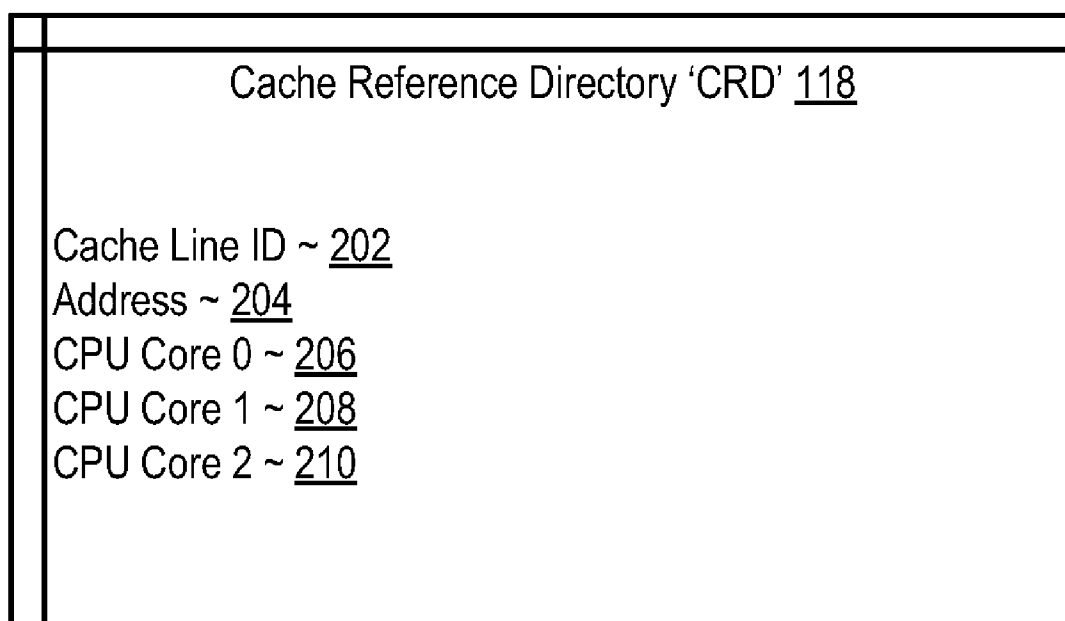 Cache Reference Directory ‘CRD’ 118
Cache Line ID ~ 202
Address ~ 204
CPU Core 0 ~ 206
CPU Core 1 ~ 208
CPU Core 2 ~ 210